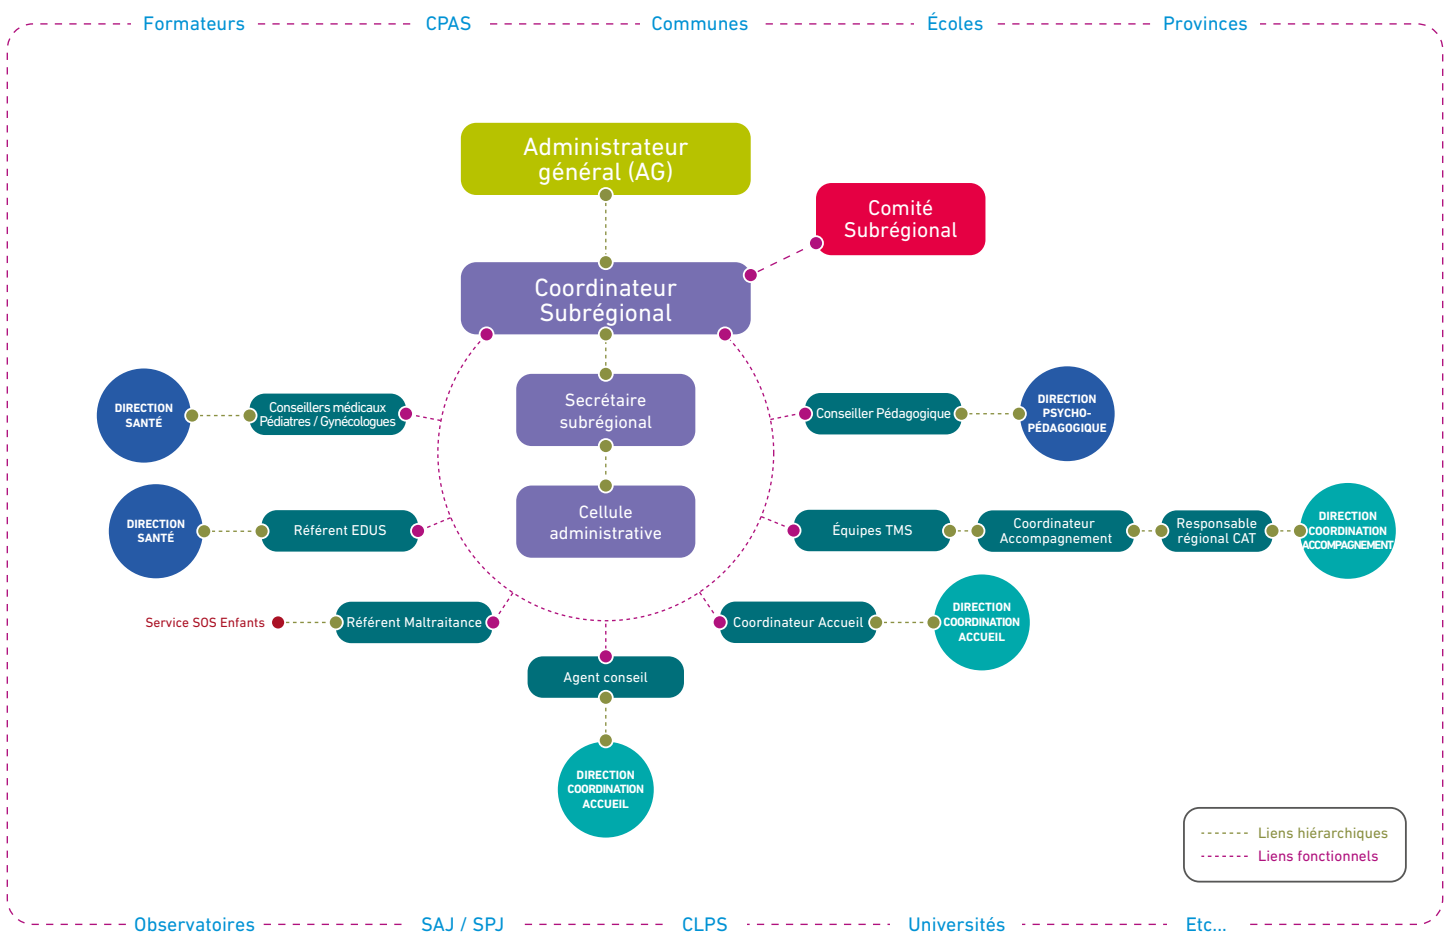 Formateurs
CPAS
Communes
Écoles
Provinces
Administrateur
général (AG)
Comité
Subrégional
Coordinateur
Subrégional
Secrétaire
subrégional
Cellule
administrative
DIRECTION
SANTÉ
Conseillers médicaux
Pédiatres / Gynécologues
Conseiller Pédagogique
DIRECTION
PSYCHO-
PÉDAGOGIQUE
DIRECTION
SANTÉ
Référent EDUS
Équipes TMS
Coordinateur
Accompagnement
Responsable
régional CAT
DIRECTION
COORDINATION
ACCOMPAGNEMENT
Service SOS Enfants
Référent Maltraitance
Coordinateur Accueil
DIRECTION
COORDINATION
ACCUEIL
Agent conseil
DIRECTION
COORDINATION
ACCUEIL
Liens hiérarchiques
Liens fonctionnels
Observatoires
SAJ / SPJ
CLPS
Universités
Etc...